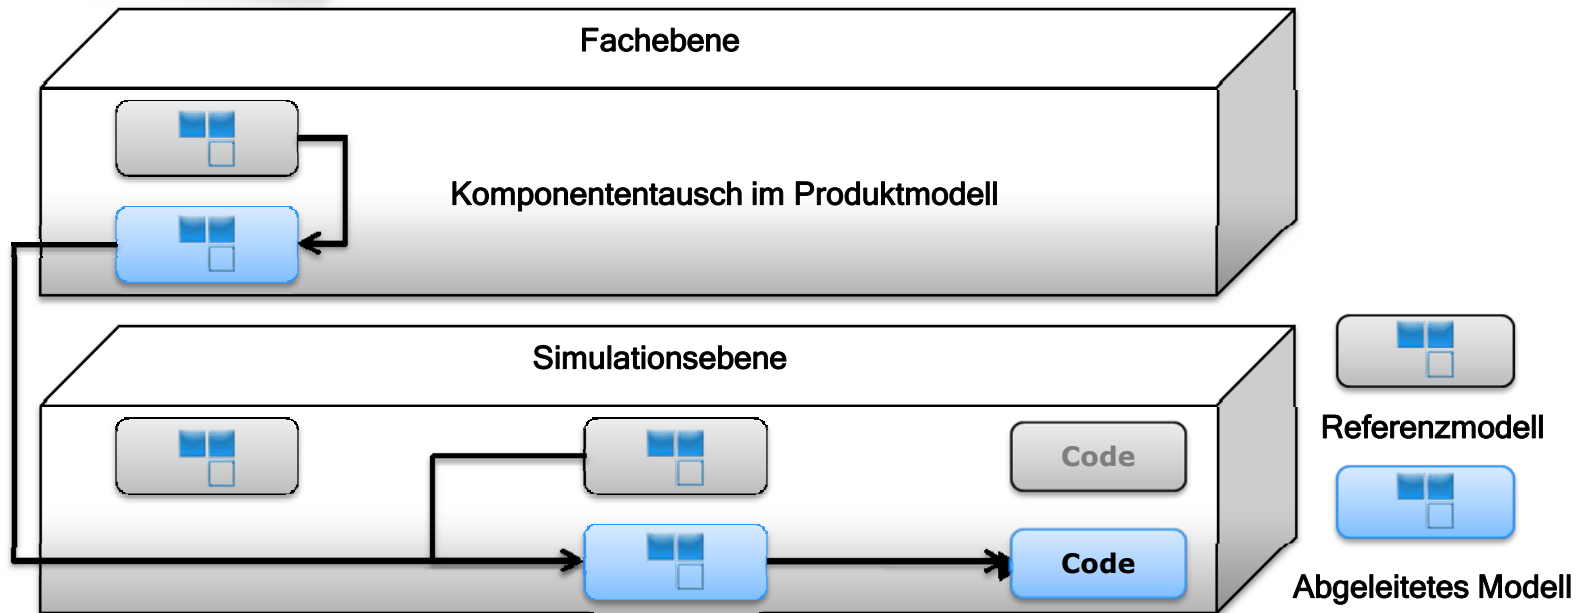 Fachebene
Komponententausch im Produktmodell
Simulationsebene
Code
Code
Referenzmodell
Abgeleitetes Modell